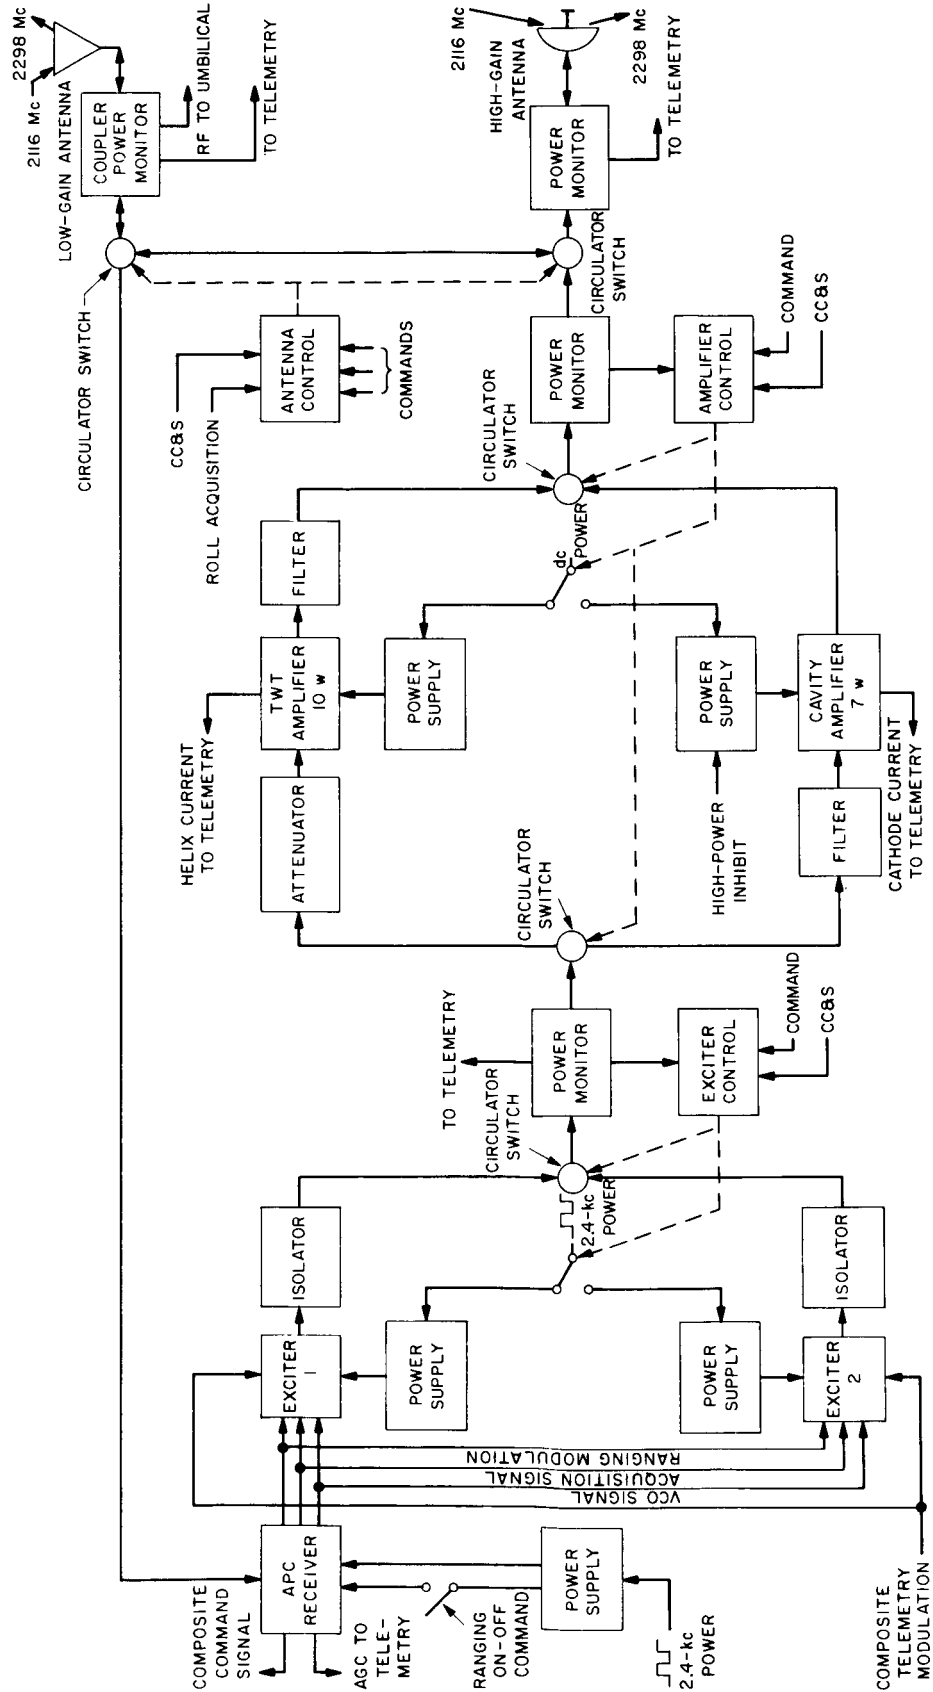 COMPOSITE
COMMAND
SIGNAL
AGC TO
TELE-
METRY
RANGING
ON-OFF
COMMAND
2.4-kc
POWER
COMPOSITE
TELEMETRY
MODULATION
APC
RECEIVER
POWER
SUPPLY
VCO SIGNAL
ACQUISITION SIGNAL
RANGING MODULATION
EXCITER
1
POWER
SUPPLY
POWER
SUPPLY
EXCITER
2
ISOLATOR
ISOLATOR
2.4-kc
POWER
CIRCULATOR
SWITCH
TO TELEMETRY
POWER
MONITOR
EXCITER
CONTROL
COMMAND
CC&S
CIRCULATOR
SWITCH
HELIX CURRENT
TO TELEMETRY
ATTENUATOR
TWT
AMPLIFIER
10 w
FILTER
POWER
SUPPLY
POWER
SUPPLY
HIGH-POWER
INHIBIT
FILTER
CAVITY
AMPLIFIER
7 w
CATHODE CURRENT
TO TELEMETRY
dc
POWER
CIRCULATOR
SWITCH
POWER
MONITOR
AMPLIFIER
CONTROL
COMMAND
CC&S
CIRCULATOR SWITCH
CC&S
ROLL ACQUISITION
ANTENNA
CONTROL
COMMANDS
CIRCULATOR
SWITCH
LOW-GAIN ANTENNA
2116 Mc
2298 Mc
COUPLER
POWER
MONITOR
RF TO UMBILICAL
TO TELEMETRY
HIGH-GAIN
ANTENNA
2116 Mc
2298 Mc
POWER
MONITOR
TO TELEMETRY